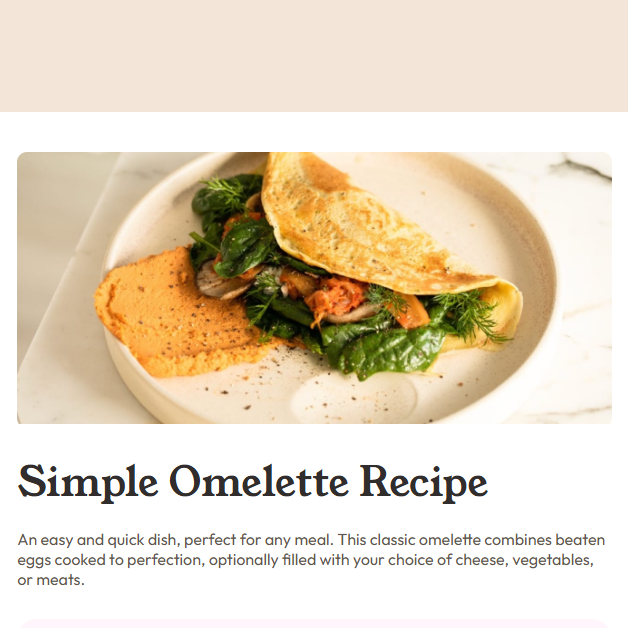 Simple Omelette Recipe
An easy and quick dish, perfect for any meal. This classic omelette combines beaten
eggs cooked to perfection, optionally filled with your choice of cheese, vegetables,
or meats.